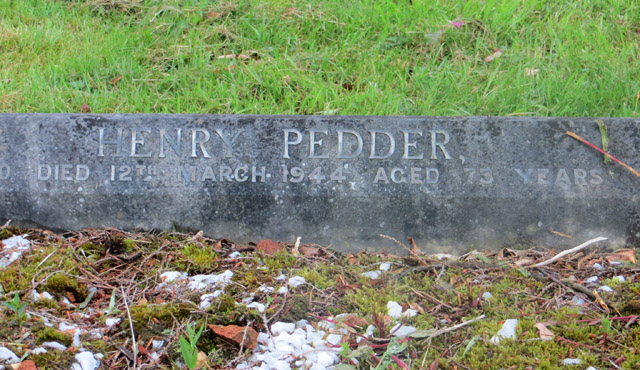 HENRY PEDDER,
DIED 12TH MARCH 1944 AGED 73 YEARS